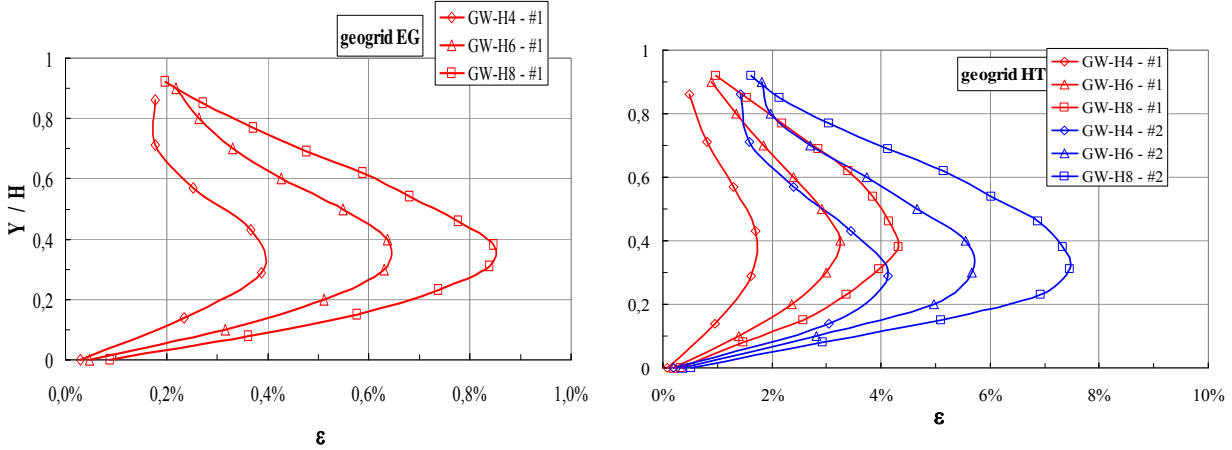 geogrid EG
GW-H4 - #1
GW-H6 - #1
GW-H8 - #1
Y / H
1
0,8
0,6
0,4
0,2
0
0,0% 0,2% 0,4% 0,6% 0,8% 1,0%
ε
geogrid HT
GW-H4 - #1
GW-H6 - #1
GW-H8 - #1
GW-H4 - #2
GW-H6 - #2
GW-H8 - #2
1
0,8
0,6
0,4
0,2
0
0% 2% 4% 6% 8% 10%
ε